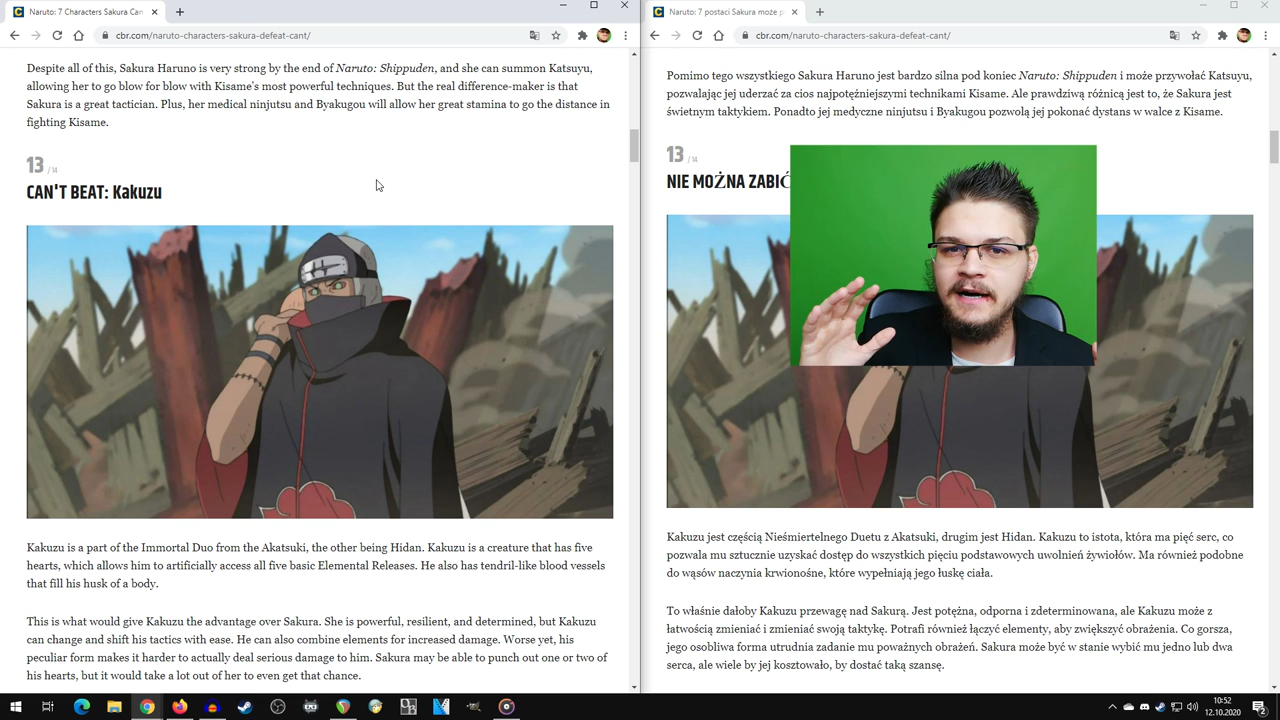 Naruto: 7 Characters Sakura Can
cbr.com/naruto-characters-sakura-defeat-cant/
Despite all of this, Sakura Haruno is very strong by the end of Naruto: Shippuden, and she can summon Katsuyu,
allowing her to go blow for blow with Kisame's most powerful techniques. But the real difference-maker is that
Sakura is a great tactician. Plus, her medical ninjutsu and Byakugou will allow her great stamina to go the distance in
fighting Kisame.
13 / 14
CAN'T BEAT: Kakuzu
Kakuzu is a part of the Immortal Duo from the Akatsuki, the other being Hidan. Kakuzu is a creature that has five
hearts, which allows him to artificially access all five basic Elemental Releases. He also has tendril-like blood vessels
that fill his husk of a body.
This is what would give Kakuzu the advantage over Sakura. She is powerful, resilient, and determined, but Kakuzu
can change and shift his tactics with ease. He can also combine elements for increased damage. Worse yet, his
peculiar form makes it harder to actually deal serious damage to him. Sakura may be able to punch out one or two of
his hearts, but it would take a lot out of her to even get that chance.
Naruto: 7 postaci Sakura może p
cbr.com/naruto-characters-sakura-defeat-cant/
Pomimo tego wszystkiego Sakura Haruno jest bardzo silna pod koniec Naruto: Shippuden i może przywołać Katsuyu,
pozwalając jej uderzać za cios najpotężniejszymi technikami Kisame. Ale prawdziwą różnicą jest to, że Sakura jest
świetnym taktykiem. Ponadto jej medyczne ninjutsu i Byakugou pozwolą jej pokonać dystans w walce z Kisame.
13 / 14
NIE MOŻNA ZABIĆ
Kakuzu jest częścią Nieśmiertelnego Duetu z Akatsuki, drugim jest Hidan. Kakuzu to istota, która ma pięć serc, co
pozwala mu sztucznie uzyskać dostęp do wszystkich pięciu podstawowych uwolnień żywiołów. Ma również podobne
do wąsów naczynia krwionośne, które wypełniają jego łuskę ciała.
To właśnie dałoby Kakuzu przewagę nad Sakurą. Jest potężna, odporna i zdeterminowana, ale Kakuzu może z
łatwością zmieniać i zmieniać swoją taktykę. Potrafi również łączyć elementy, aby zwiększyć obrażenia. Co gorsza,
jego osobliwa forma utrudnia zadanie mu poważnych obrażeń. Sakura może być w stanie wybić mu jedno lub dwa
serca, ale wiele by jej kosztowało, by dostać taką szansę.
10:52
12.10.2020
2